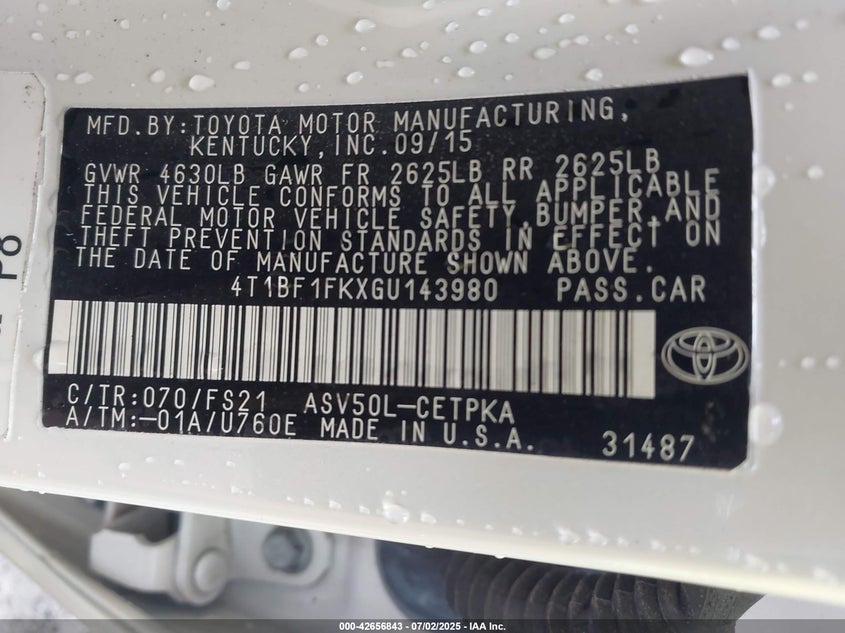 MFD.BY:TOYOTA MOTOR MANUFACTURING,
KENTUCKY,INC.09/15
GVWR 4630LB GAWR FR 2625LB RR 2625LB
THIS VEHICLE CONFORMS TO ALL APPLICABLE
FEDERAL MOTOR VEHICLE SAFETY,BUMPER,AND
THEFT PREVENTION STANDARDS IN EFFECT ON
THE DATE OF MANUFACTURE SHOWN ABOVE.
4T1BF1FKXGU143980 PASS.CAR
C/TR:070/FS21 ASV50L-CETPKA
A/TM:-01A/U760E MADE IN U.S.A. 31487
000-42656843 / 07/02/2025 - IAA Inc.